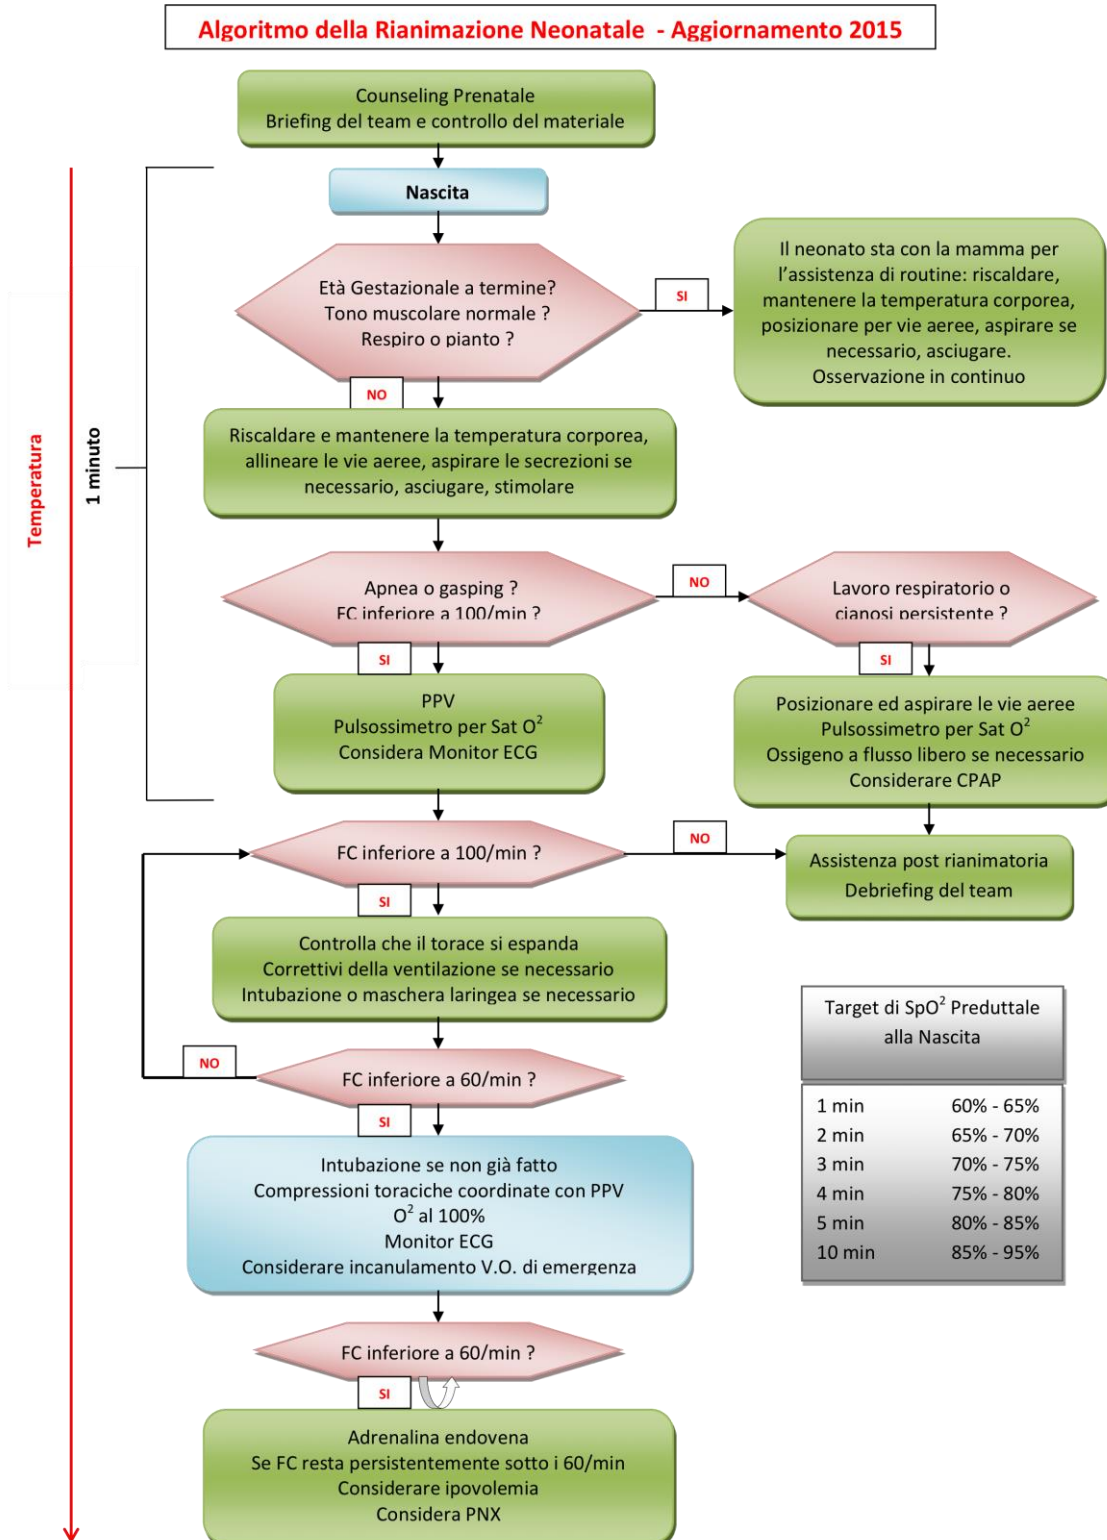 Algoritmo della Rianimazione Neonatale - Aggiornamento 2015
Counseling Prenatale
Briefing del team e controllo del materiale
Nascita
Età Gestazionale a termine?
Tono muscolare normale ?
Respiro o pianto ?
SI
Il neonato sta con la mamma per
l'assistenza di routine: riscaldare,
mantenere la temperatura corporea,
posizionare per vie aeree, aspirare se
necessario, asciugare.
Osservazione in continuo
NO
Temperatura
1 minuto
Riscaldare e mantenere la temperatura corporea,
allineare le vie aeree, aspirare le secrezioni se
necessario, asciugare, stimolare
Apnea o gasping ?
FC inferiore a 100/min ?
NO
Lavoro respiratorio o
cianosi persistente ?
SI
SI
PPV
Pulsossimetro per Sat O²
Considera Monitor ECG
Posizionare ed aspirare le vie aeree
Pulsossimetro per Sat O²
Ossigeno a flusso libero se necessario
Considerare CPAP
FC inferiore a 100/min ?
NO
Assistenza post rianimatoria
Debriefing del team
SI
Controlla che il torace si espanda
Correttivi della ventilazione se necessario
Intubazione o maschera laringea se necessario
NO
FC inferiore a 60/min ?
SI
Intubazione se non già fatto
Compressioni toraciche coordinate con PPV
O² al 100%
Monitor ECG
Considerare incanulamento V.O. di emergenza
Target di SpO² Preduttale
alla Nascita
1 min 60% - 65%
2 min 65% - 70%
3 min 70% - 75%
4 min 75% - 80%
5 min 80% - 85%
10 min 85% - 95%
FC inferiore a 60/min ?
SI
Adrenalina endovena
Se FC resta persistentemente sotto i 60/min
Considerare ipovolemia
Considera PNX